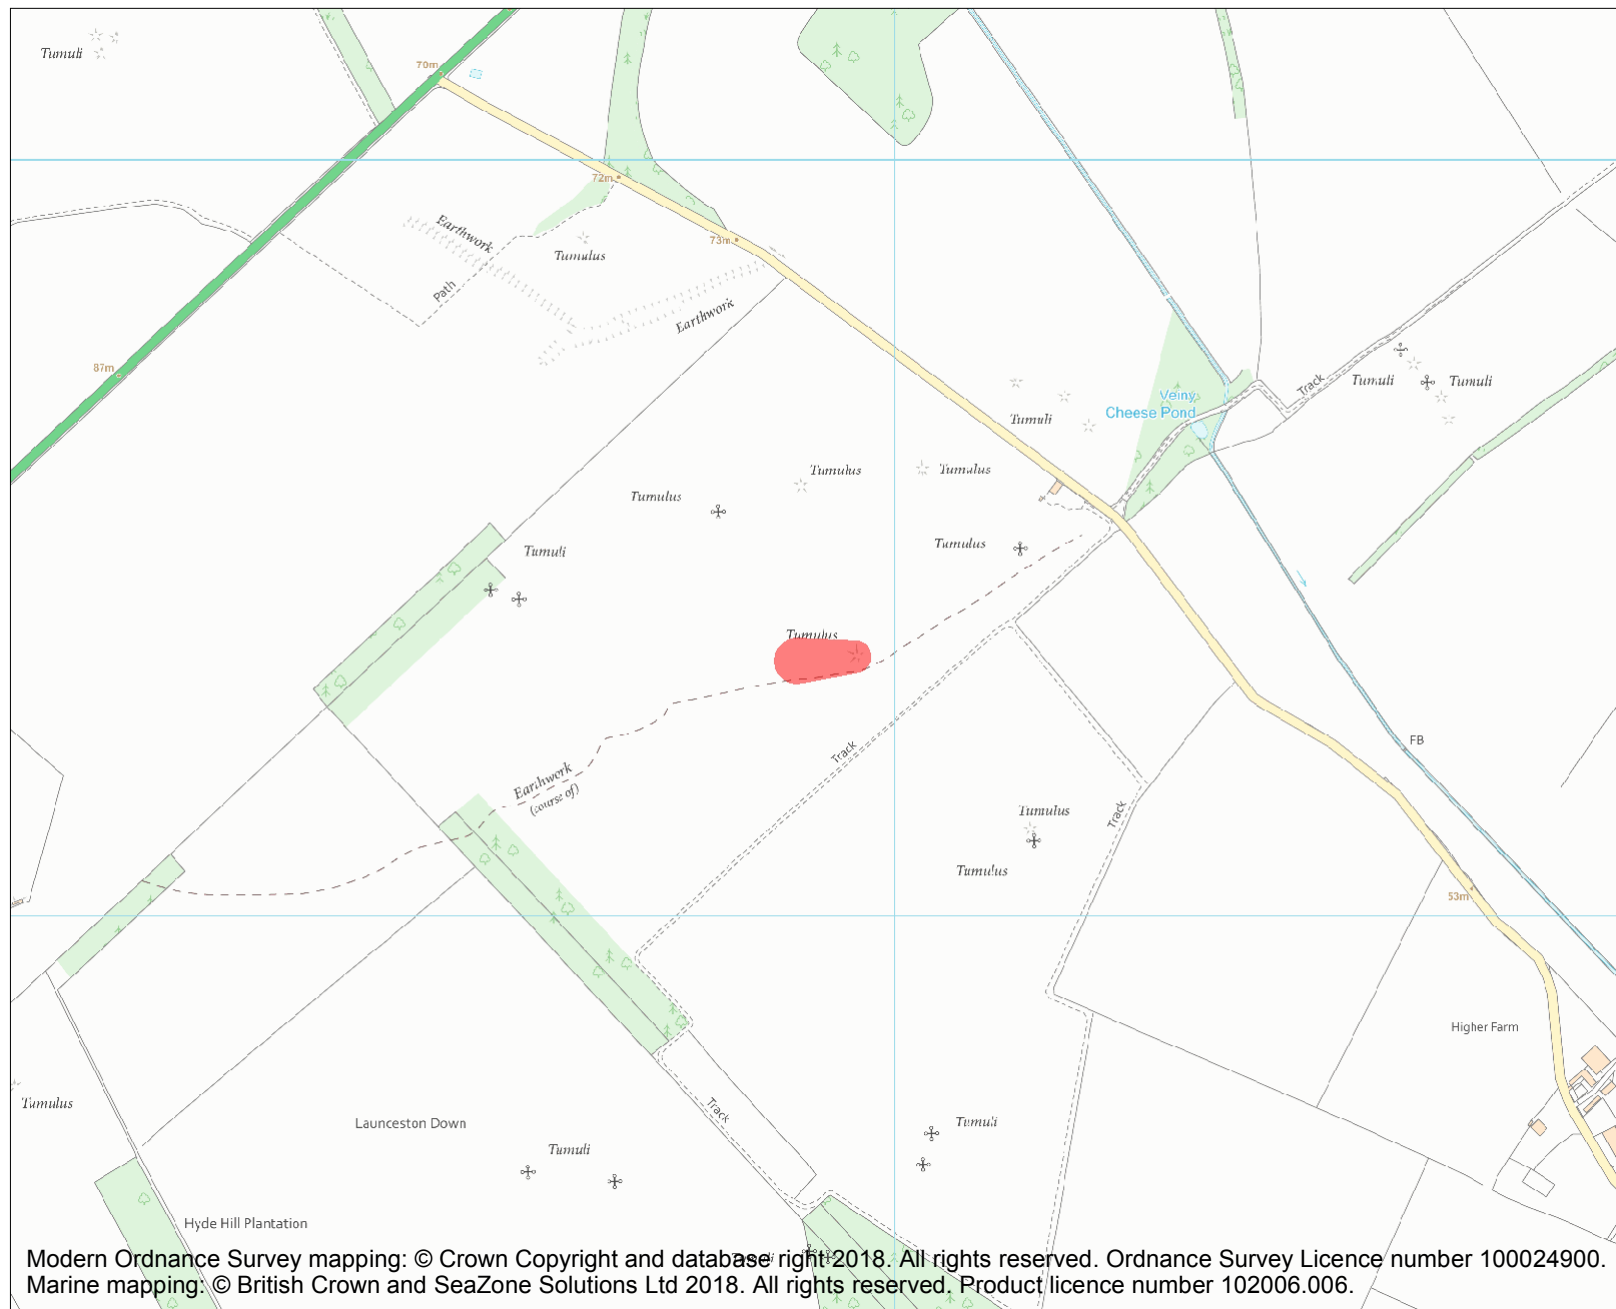 Tumuli
79m
72m
Earthwork
73m
Tumulus
Path
Earthwork
87m
Veiny
Cheese Pond
Track
Tumuli
Tumuli
Tumuli
Tumulus
Tumulus
Tumulus
Tumulus
Tumuli
Tumulus
Track
FB
Earthwork
(course of)
Tumulus
Track
Tumulus
53m
Higher Farm
Tumulus
Track
Launceston Down
Tumuli
Tumuli
Hyde Hill Plantation
Tumuli
Modern Ordnance Survey mapping: © Crown Copyright and database right 2018. All rights reserved. Ordnance Survey Licence number 100024900.
Marine mapping: © British Crown and SeaZone Solutions Ltd 2018. All rights reserved. Product licence number 102006.006.